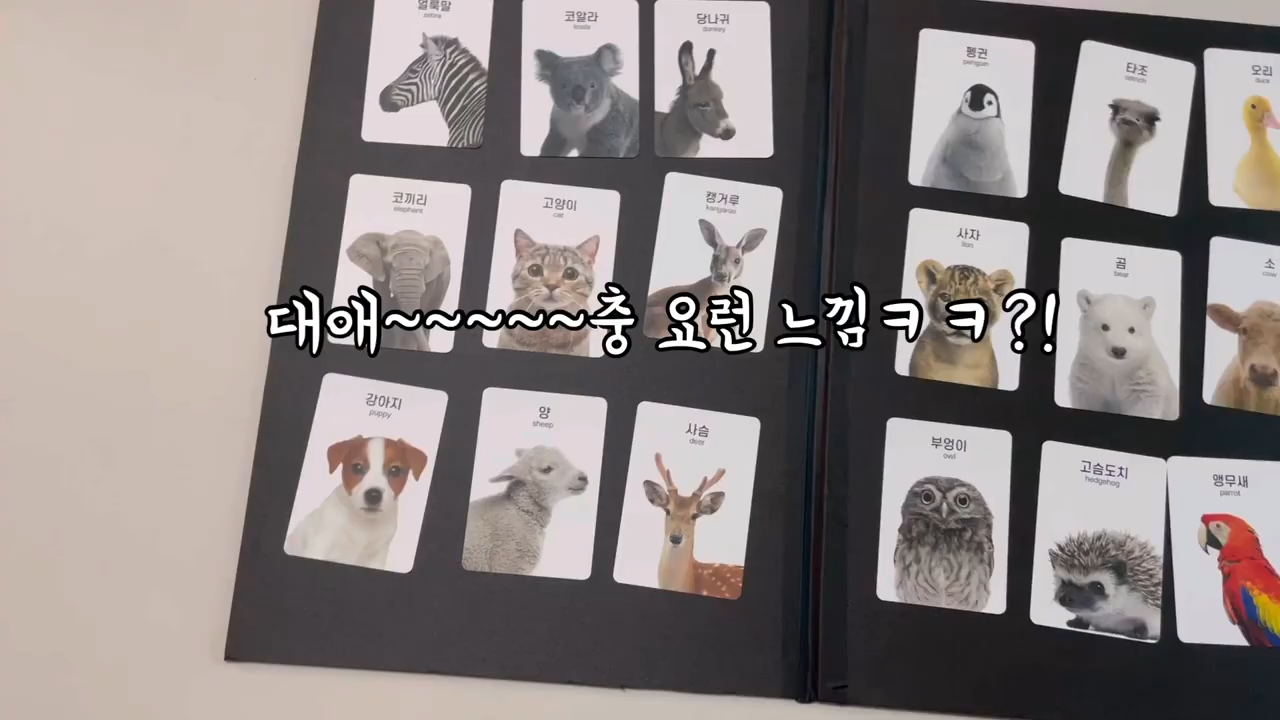 얼룩말
zebra
코알라
koala
당나귀
donkey
펭귄
penguin
타조
ostrich
오리
duck
코끼리
elephant
고양이
cat
캥거루
kangaroo
사자
lion
곰
bear
소
cow
대애~~~~~충 요런 느낌ㅋㅋ?!
강아지
puppy
양
sheep
사슴
deer
부엉이
owl
고슴도치
hedgehog
앵무새
parrot